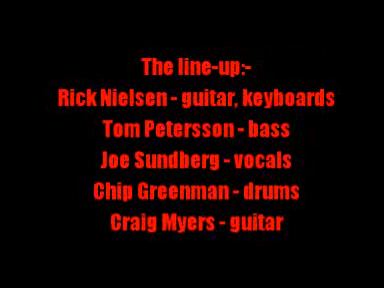 The line-up:-
Rick Nielsen - guitar, keyboards
Tom Petersson - bass
Joe Sundberg - vocals
Chip Greenman - drums
Craig Myers - guitar